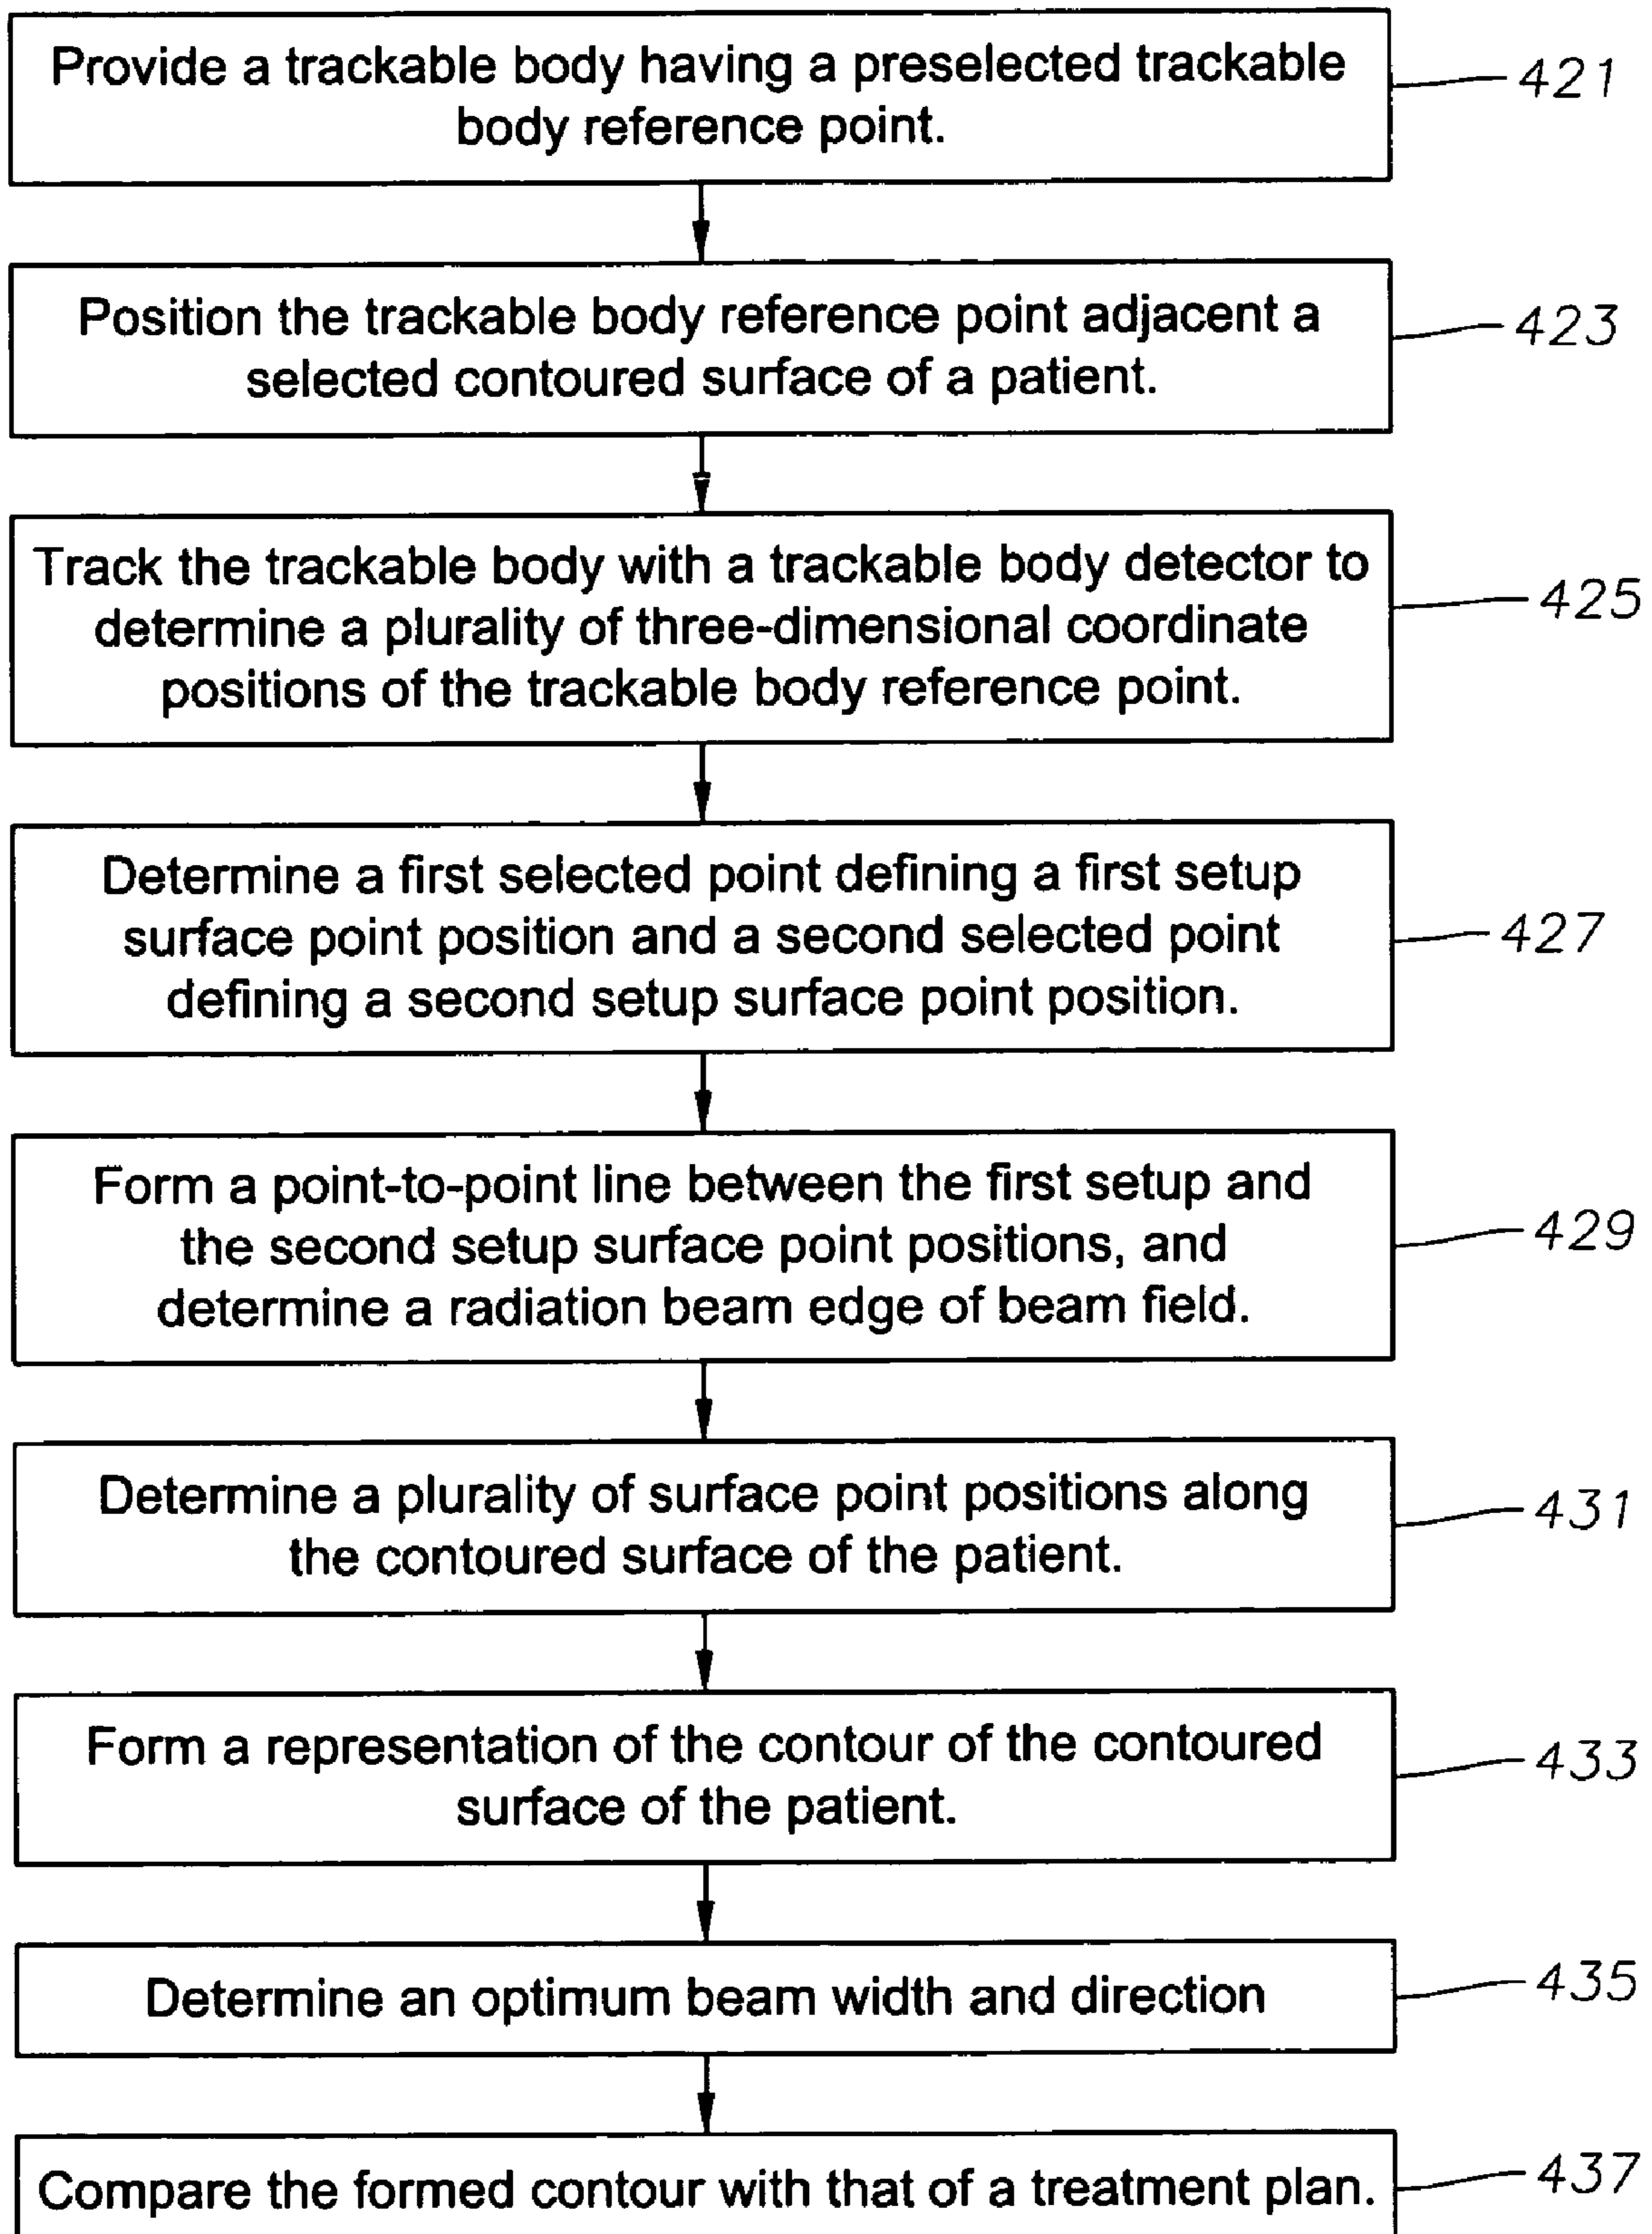 Provide a trackable body having a preselected trackable
body reference point.
421
Position the trackable body reference point adjacent a
selected contoured surface of a patient.
423
Track the trackable body with a trackable body detector to
determine a plurality of three-dimensional coordinate
positions of the trackable body reference point.
425
Determine a first selected point defining a first setup
surface point position and a second selected point
defining a second setup surface point position.
427
Form a point-to-point line between the first setup and
the second setup surface point positions, and
determine a radiation beam edge of beam field.
429
Determine a plurality of surface point positions along
the contoured surface of the patient.
431
Form a representation of the contour of the contoured
surface of the patient.
433
Determine an optimum beam width and direction
435
Compare the formed contour with that of a treatment plan.
437